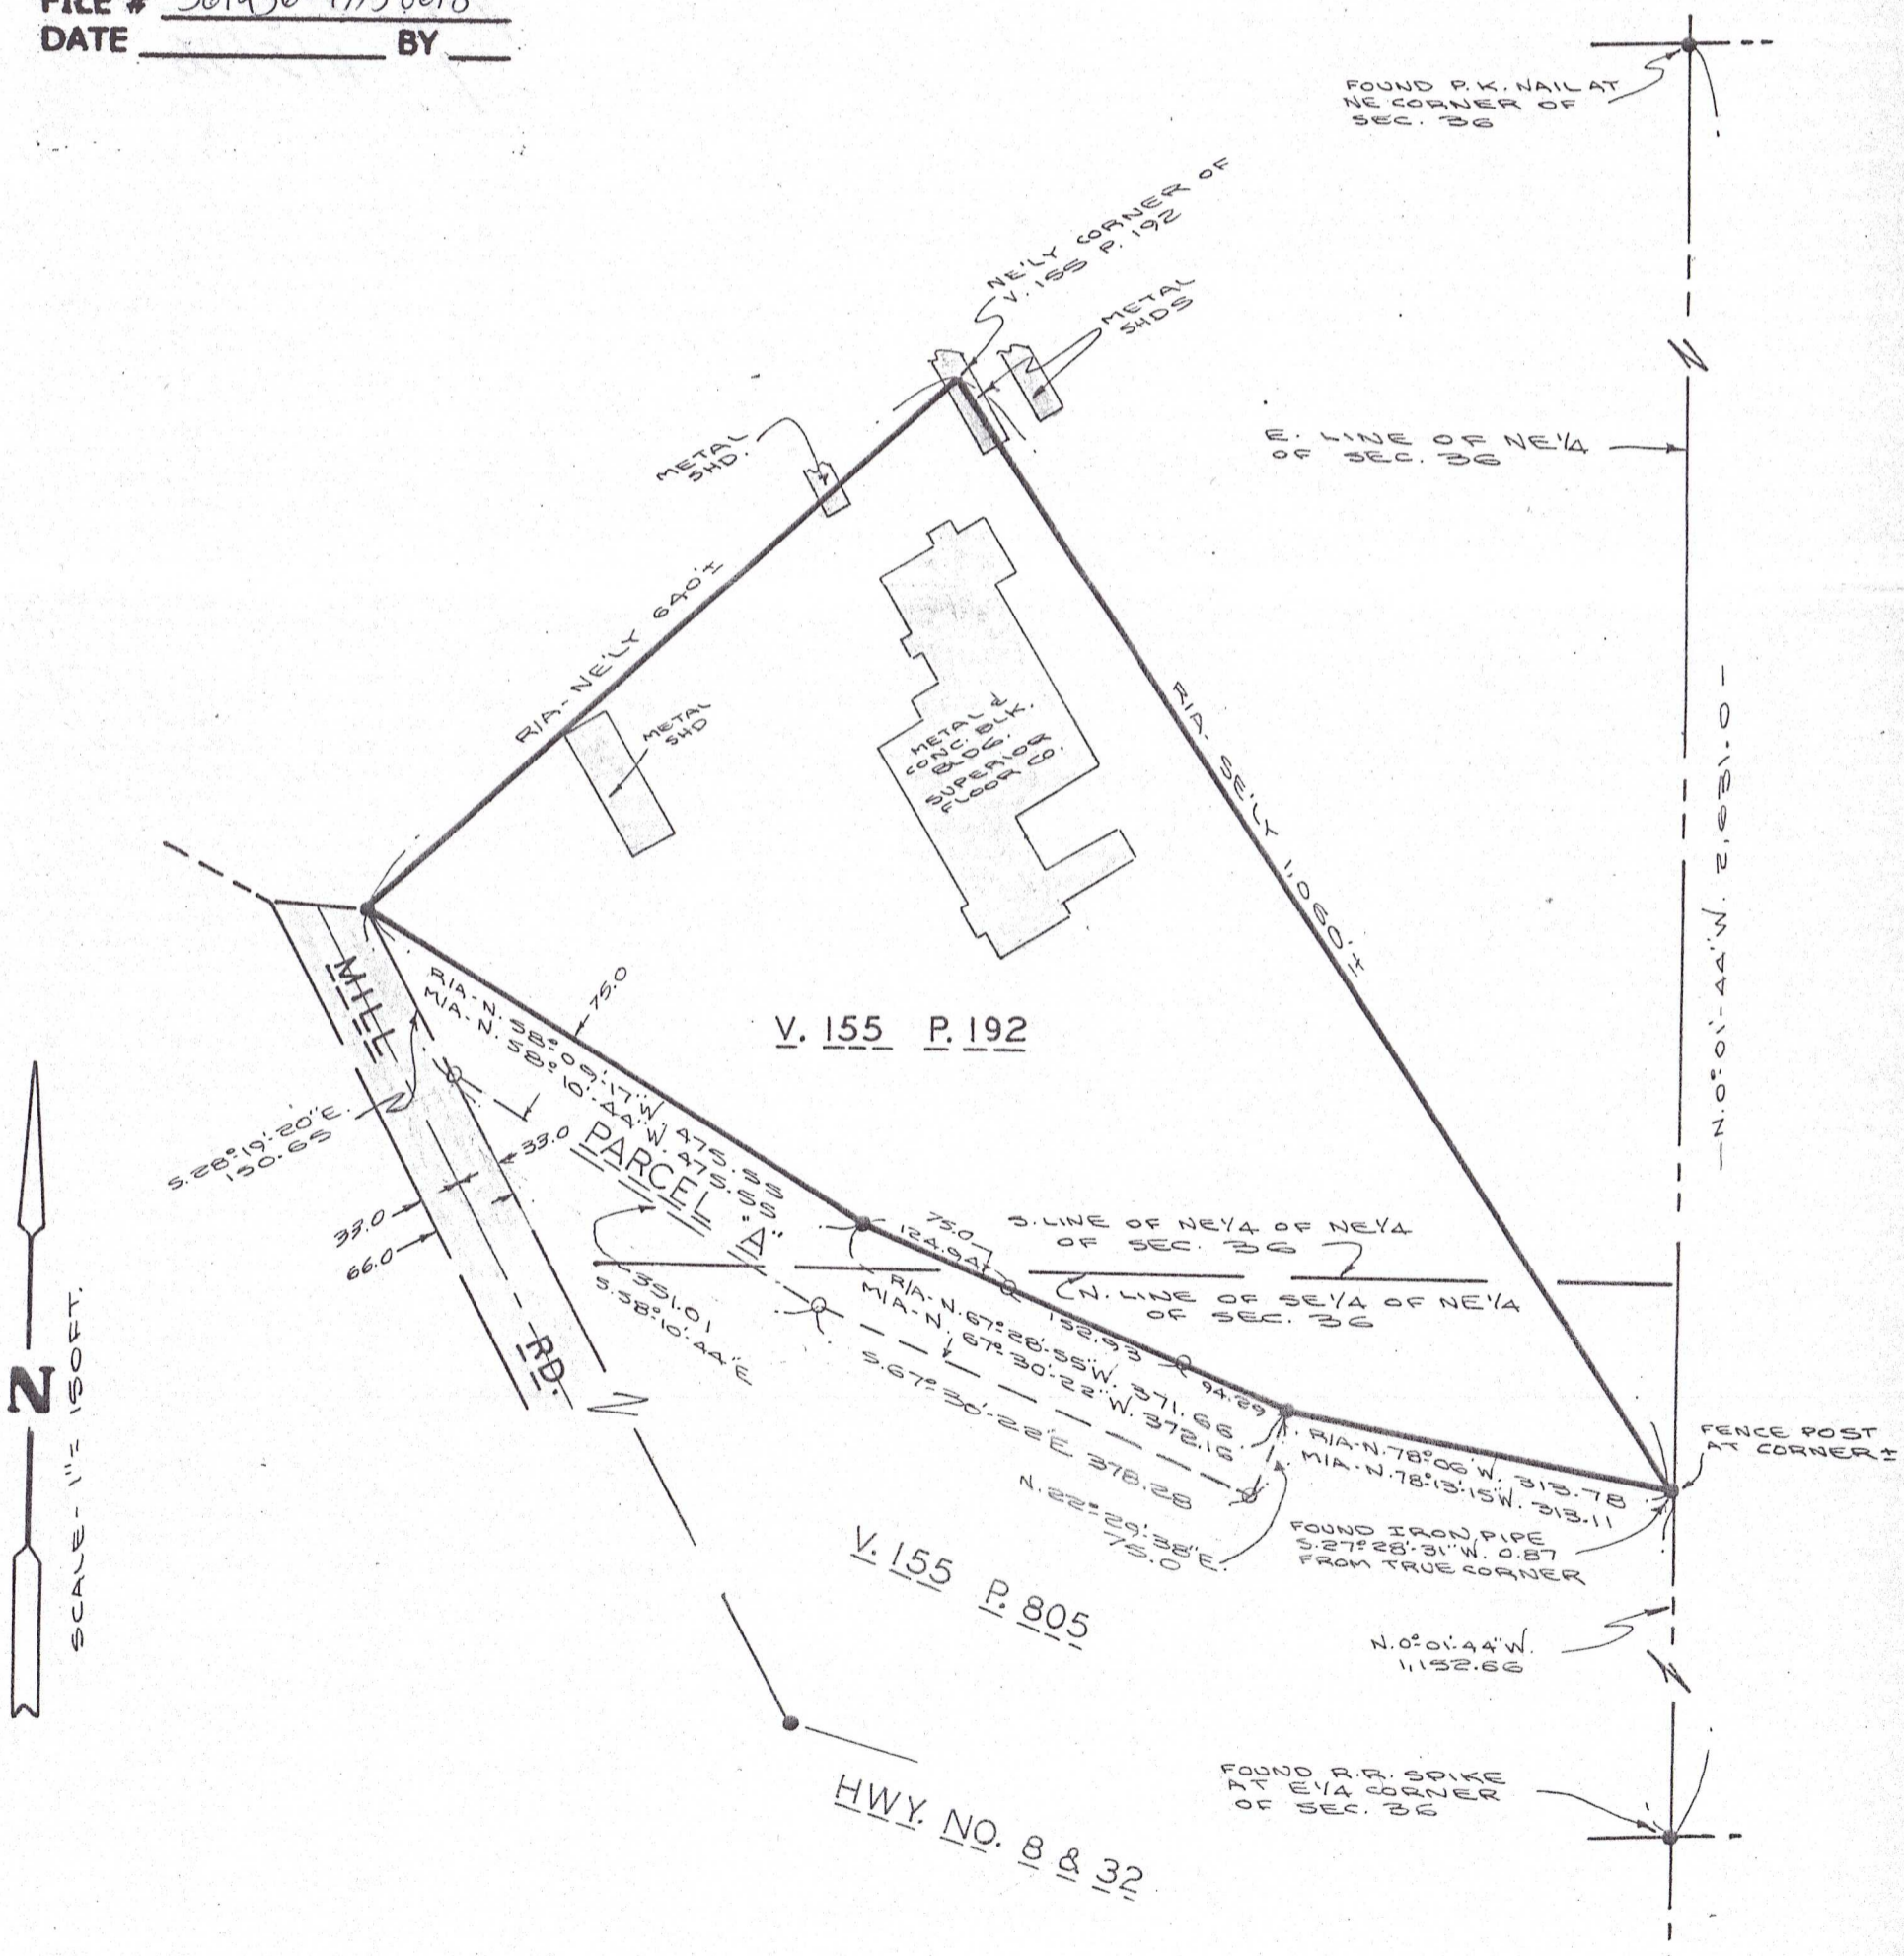 FILE #
DATE ____ BY ____
FOUND P.K. NAIL AT
NE CORNER OF
SEC. 36
NE'LY CORNER OF
V. 155 P. 192
METAL
SHDS
METAL
SHD.
E. LINE OF NE1/4
OF SEC. 36
R/A - NE'LY 640'±
METAL
SHD
METAL &
CONC. BLK.
BLDG.
SUPERIOR
FLOOR CO.
R/A - SE'LY 1,060'±
—N.0°-01'-44"W. 2,631.0—
MILL
RD.
R/A-N. 58°-09'-17"W. 475.55
M/A-N. 58°-10'-44"W. 475.55
75.0
V. 155 P. 192
S.28°-19'-20"E.
150.65
33.0
33.0
66.0
PARCEL "A"
351.01
S.58°-10'-44"E
75.0
124.94
S. LINE OF NE1/4 OF NE1/4
OF SEC. 36
N. LINE OF SE1/4 OF NE1/4
OF SEC. 36
R/A-N.67°-28'-55"W. 371.66
M/A-N. 67°-30'-22"W. 372.16
152.93
94.29
S.67°-30'-22"E 378.28
N.22°-29'-38"E.
75.0
R/A-N.78°-06'W. 313.78
M/A-N.78°-13'-15"W. 313.11
FENCE POST
AT CORNER±
FOUND IRON PIPE
S.27°-28'-31"W. 0.87
FROM TRUE CORNER
V. 155 P. 805
N.0°-01'-44"W.
1,152.66
N
SCALE - 1"= 150FT.
FOUND R.R. SPIKE
AT E1/4 CORNER
OF SEC. 36
HWY. NO. 8 & 32